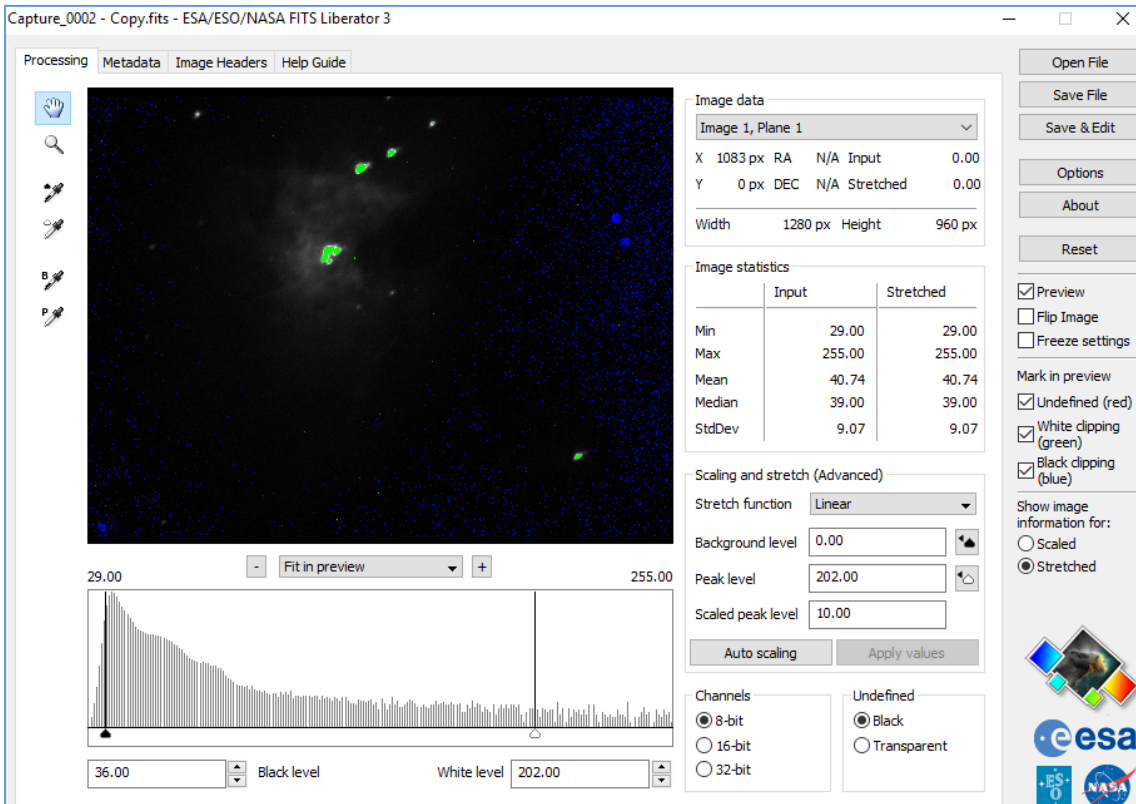 Capture_0002 - Copy.fits - ESA/ESO/NASA FITS Liberator 3
Processing Metadata Image Headers Help Guide
Open File
Save File
Save & Edit
Options
About
Reset
Preview
Flip Image
Freeze settings
Mark in preview
Undefined (red)
White clipping
(green)
Black clipping
(blue)
Show image
information for:
Scaled
Stretched
B
P
Image data
Image 1, Plane 1
X 1083 px RA N/A Input 0.00
Y 0 px DEC N/A Stretched 0.00
Width 1280 px Height 960 px
Image statistics
Input Stretched
Min 29.00 29.00
Max 255.00 255.00
Mean 40.74 40.74
Median 39.00 39.00
StdDev 9.07 9.07
Scaling and stretch (Advanced)
Stretch function Linear
Background level 0.00
Peak level 202.00
Scaled peak level 10.00
Auto scaling Apply values
Channels
8-bit
16-bit
32-bit
Undefined
Black
Transparent
- Fit in preview +
29.00 255.00
36.00 Black level White level 202.00
esa
ES
O
NASA